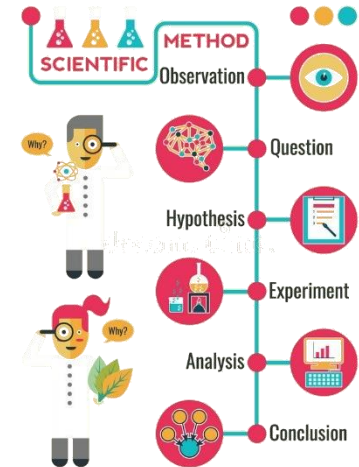 SCIENTIFIC
METHOD
Observation
Why?
Question
Hypothesis
Experiment
Why?
Analysis
Conclusion